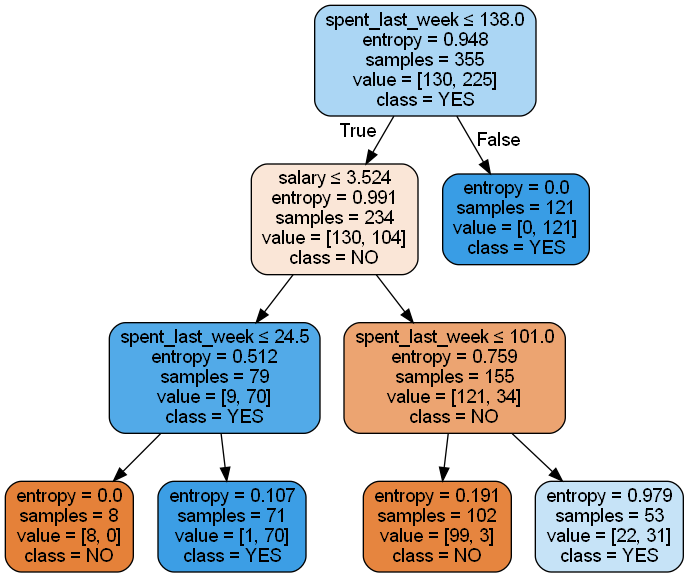 spent_last_week ≤ 138.0
entropy = 0.948
samples = 355
value = [130, 225]
class = YES
True
False
salary ≤ 3.524
entropy = 0.991
samples = 234
value = [130, 104]
class = NO
entropy = 0.0
samples = 121
value = [0, 121]
class = YES
spent_last_week ≤ 24.5
entropy = 0.512
samples = 79
value = [9, 70]
class = YES
spent_last_week ≤ 101.0
entropy = 0.759
samples = 155
value = [121, 34]
class = NO
entropy = 0.0
samples = 8
value = [8, 0]
class = NO
entropy = 0.107
samples = 71
value = [1, 70]
class = YES
entropy = 0.191
samples = 102
value = [99, 3]
class = NO
entropy = 0.979
samples = 53
value = [22, 31]
class = YES